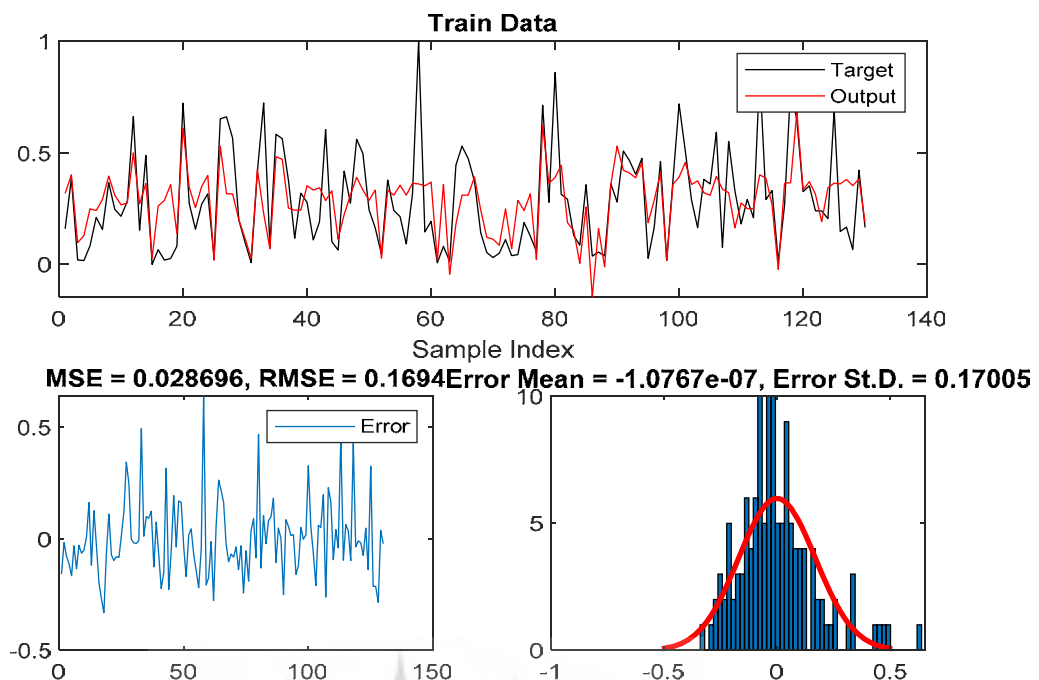 Train Data
1
0.5
0
Target
Output
0 20 40 60 80 100 120 140
Sample Index
MSE = 0.028696, RMSE = 0.1694
Error Mean = -1.0767e-07, Error St.D. = 0.17005
0.5
0
-0.5
Error
0 50 100 150
10
5
0
-1 -0.5 0 0.5